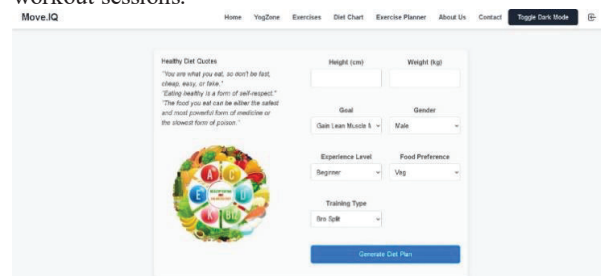 workout sessions.
Move.IQ
Home YogZone Exercises Diet Chart Exercise Planner About Us Contact Toggle Dark Mode
Healthy Diet Quotes
"You are what you eat, so don't be fast,
cheap, easy, or fake."
"Eating healthy is a form of self-respect."
"The food you eat can be either the safest
and most powerful form of medicine or
the slowest form of poison."
A C
E D
K B12
Height (cm) Weight (kg)
Goal Gender
Gain Lean Muscle Male
Experience Level Food Preference
Beginner Veg
Training Type
Bro Split
Generate Diet Plan